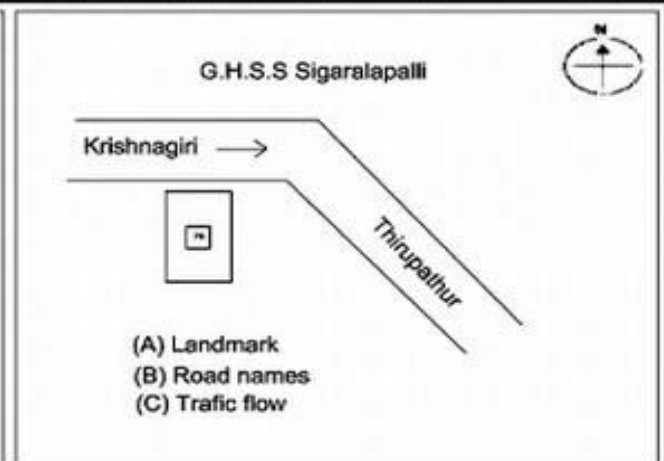 N
G.H.S.S Sigaralapalli
Krishnagiri
Thirupathur
(A) Landmark
(B) Road names
(C) Trafic flow